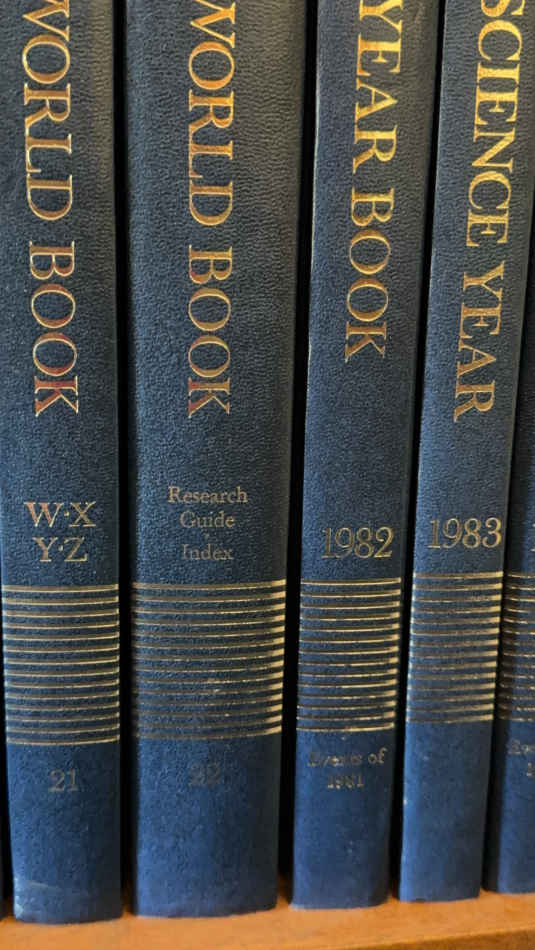 WORLD BOOK
W·X
Y·Z
21
WORLD BOOK
Research
Guide
·
Index
22
YEAR BOOK
1982
Events of
1981
SCIENCE YEAR
1983